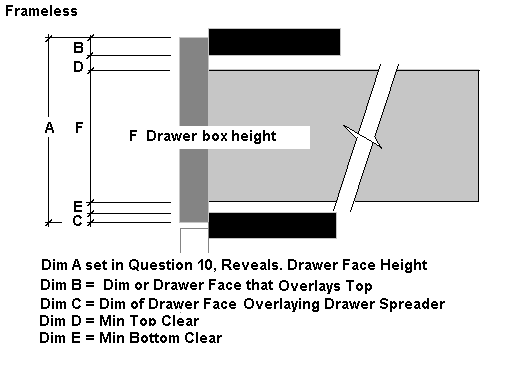 Frameless
B
D
A
F
F Drawer box height
E
C
Dim A set in Question 10, Reveals. Drawer Face Height
Dim B = Dim or Drawer Face that Overlays Top
Dim C = Dim of Drawer Face Overlaying Drawer Spreader
Dim D = Min Top Clear
Dim E = Min Bottom Clear